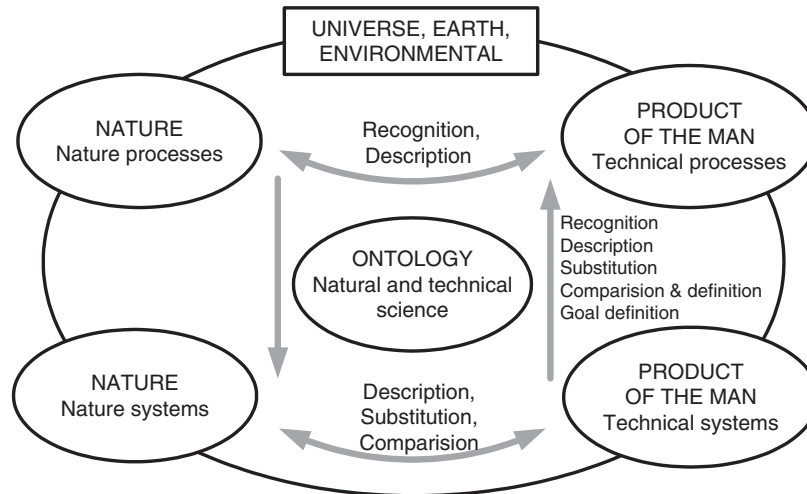 UNIVERSE, EARTH,
ENVIRONMENTAL
NATURE
Nature processes
Recognition,
Description
PRODUCT
OF THE MAN
Technical processes
ONTOLOGY
Natural and technical
science
Recognition
Description
Substitution
Comparision & definition
Goal definition
NATURE
Nature systems
Description,
Substitution,
Comparision
PRODUCT
OF THE MAN
Technical systems